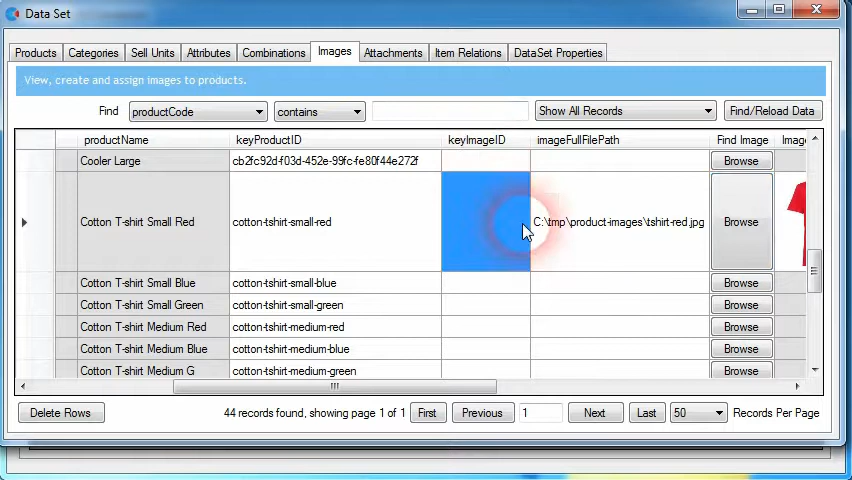 Data Set
Products Categories Sell Units Attributes Combinations Images Attachments Item Relations DataSet Properties
View, create and assign images to products.
Find productCode contains Show All Records Find/Reload Data
productName keyProductID keyImageID imageFullFilePath Find Image Image
Cooler Large cb2fc92d-f03d-452e-99fc-fe80f44e272f Browse
Cotton T-shirt Small Red cotton-tshirt-small-red C:\tmp\product-images\tshirt-red.jpg Browse
Cotton T-shirt Small Blue cotton-tshirt-small-blue Browse
Cotton T-shirt Small Green cotton-tshirt-small-green Browse
Cotton T-shirt Medium Red cotton-tshirt-medium-red Browse
Cotton T-shirt Medium Blue cotton-tshirt-medium-blue Browse
Cotton T-shirt Medium G cotton-tshirt-medium-green Browse
Delete Rows 44 records found, showing page 1 of 1 First Previous 1 Next Last 50 Records Per Page